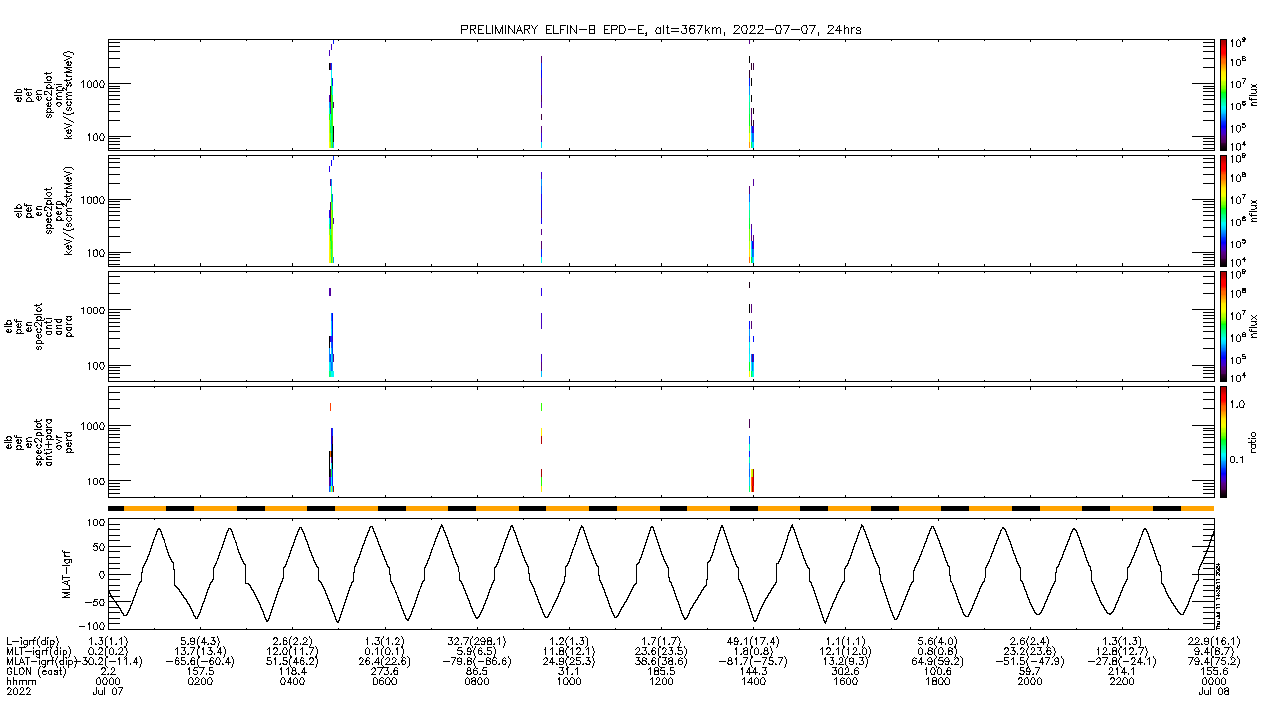 PRELIMINARY ELFIN-B EPD-E, alt=367km, 2022-07-07, 24hrs
elb
pef
en
spec2plot
omni
keV/(scm²strMeV)
1000
100
10⁹
10⁸
10⁷
10⁶
10⁵
10⁴
nflux
elb
pef
en
spec2plot
perp
keV/(scm²strMeV)
1000
100
10⁹
10⁸
10⁷
10⁶
10⁵
10⁴
nflux
elb
pef
en
spec2plot
anti
and
para
1000
100
10⁹
10⁸
10⁷
10⁶
10⁵
10⁴
nflux
elb
pef
en
spec2plot
anti+para
ovr
perd
1000
100
1.0
0.1
ratio
MLAT-igrf
100
50
0
-50
-100
L-igrf(dip) 1.3(1.1) 5.9(4.3) 2.6(2.2) 1.3(1.2) 32.7(298.1) 1.2(1.3) 1.7(1.7) 49.1(17.4) 1.1(1.1) 5.6(4.0) 2.6(2.4) 1.3(1.3) 22.9(16.1)
MLT-igrf(dip) 0.2(0.2) 13.7(13.4) 12.0(11.7) 0.1(0.1) 5.9(6.5) 11.8(12.1) 23.6(23.5) 1.8(0.8) 12.1(12.0) 0.8(0.8) 23.2(23.6) 12.8(12.7) 9.4(8.7)
MLAT-igrf(dip) -30.2(-11.4) -65.6(-60.4) 51.5(46.2) 26.4(22.6) -79.8(-86.6) 24.9(25.3) 38.6(38.6) -81.7(-75.7) 13.2(9.3) 64.9(59.2) -51.5(-47.9) -27.8(-24.1) 79.4(75.2)
GLON (east) 2.2 157.5 118.4 273.6 86.5 31.1 185.5 144.3 302.6 100.6 59.7 214.1 155.6
hhmm 0000 0200 0400 0600 0800 1000 1200 1400 1600 1800 2000 2200 0000
2022 Jul 07 Jul 08